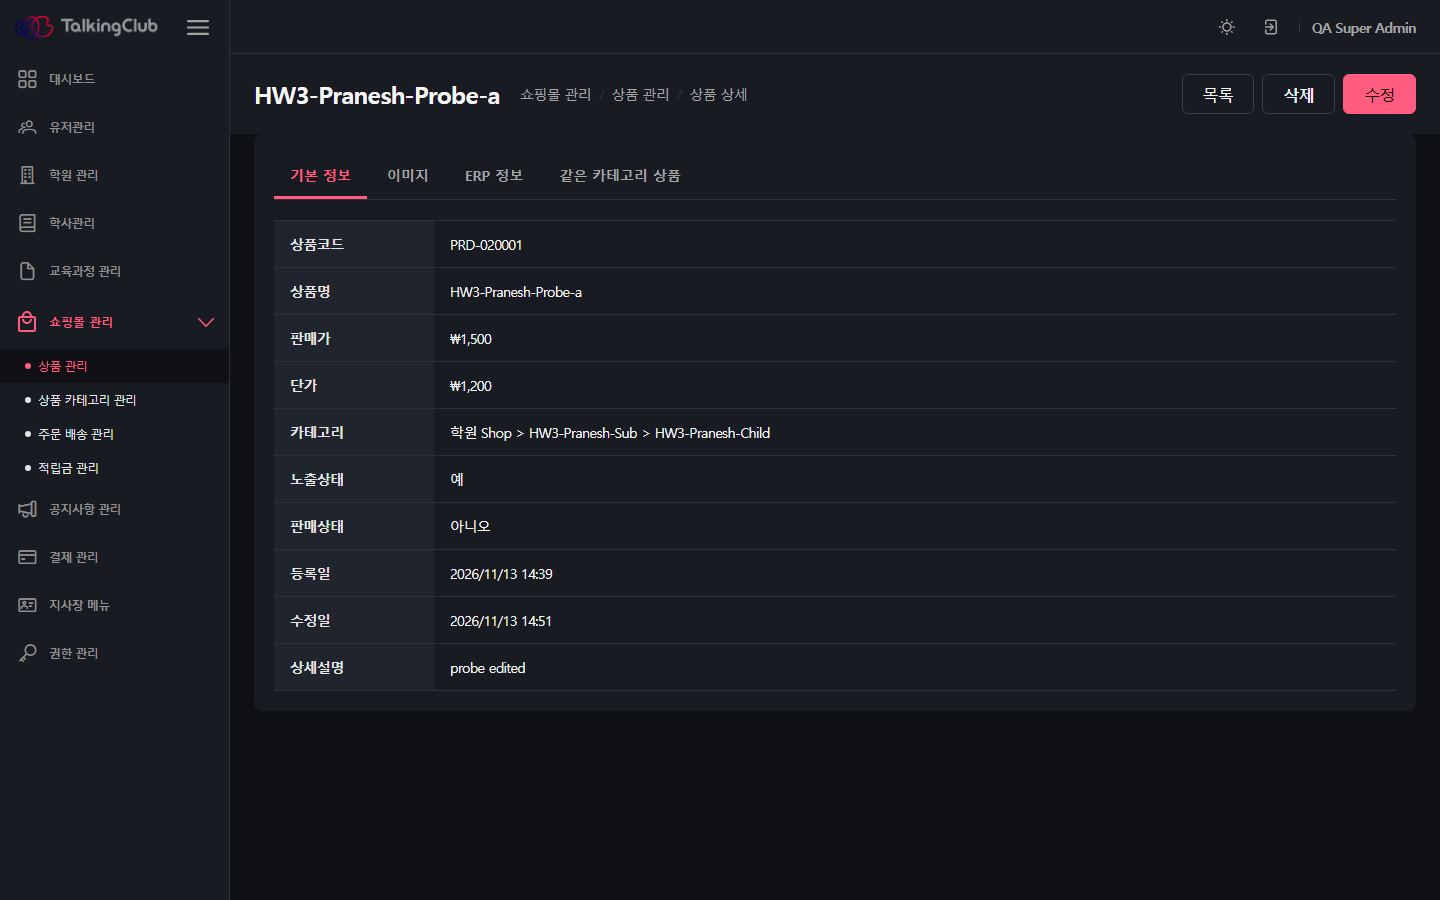 TalkingClub
QA Super Admin
대시보드
유저관리
학원 관리
학사관리
교육과정 관리
쇼핑몰 관리
상품 관리
상품 카테고리 관리
주문 배송 관리
적립금 관리
공지사항 관리
결제 관리
지사장 메뉴
권한 관리
HW3-Pranesh-Probe-a
쇼핑몰 관리 / 상품 관리 / 상품 상세
목록 삭제 수정
기본 정보 이미지 ERP 정보 같은 카테고리 상품
상품코드 PRD-020001
상품명 HW3-Pranesh-Probe-a
판매가 ₩1,500
단가 ₩1,200
카테고리 학원 Shop > HW3-Pranesh-Sub > HW3-Pranesh-Child
노출상태 예
판매상태 아니오
등록일 2026/11/13 14:39
수정일 2026/11/13 14:51
상세설명 probe edited